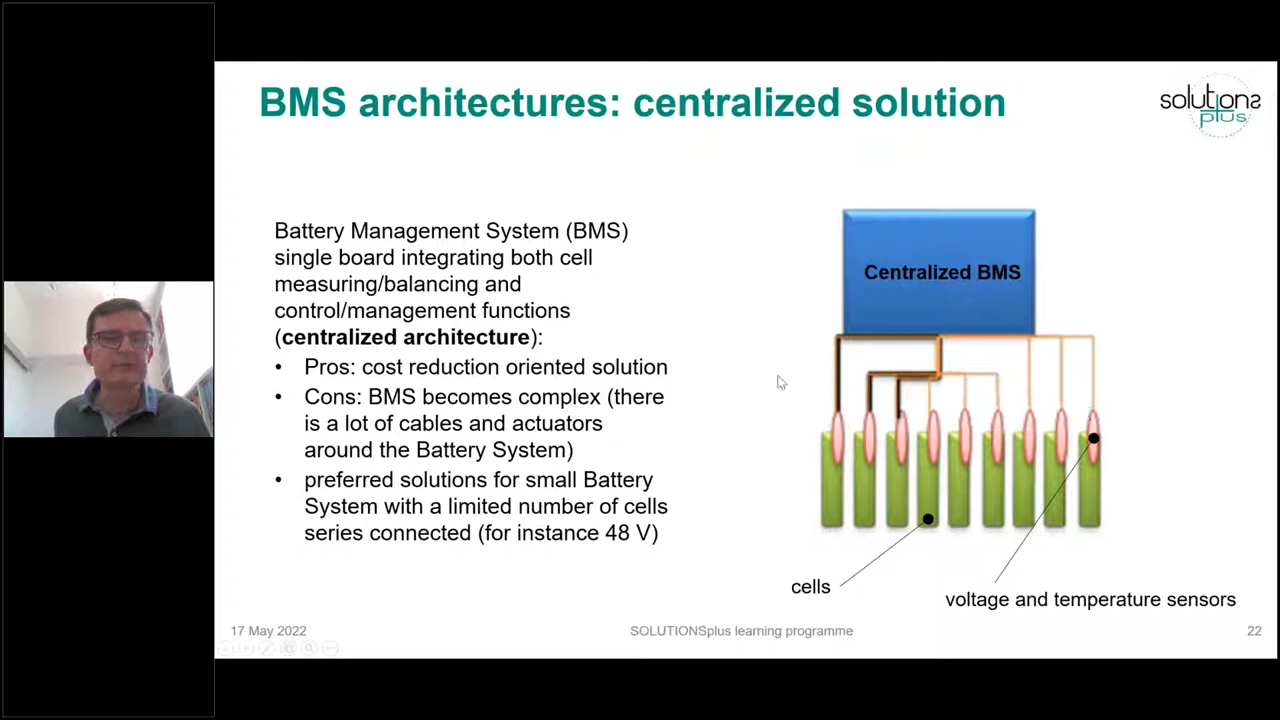 BMS architectures: centralized solution
solutions
plus
Battery Management System (BMS)
single board integrating both cell
measuring/balancing and
control/management functions
(centralized architecture):
• Pros: cost reduction oriented solution
• Cons: BMS becomes complex (there
is a lot of cables and actuators
around the Battery System)
• preferred solutions for small Battery
System with a limited number of cells
series connected (for instance 48 V)
Centralized BMS
cells
voltage and temperature sensors
17 May 2022
SOLUTIONSplus learning programme
22